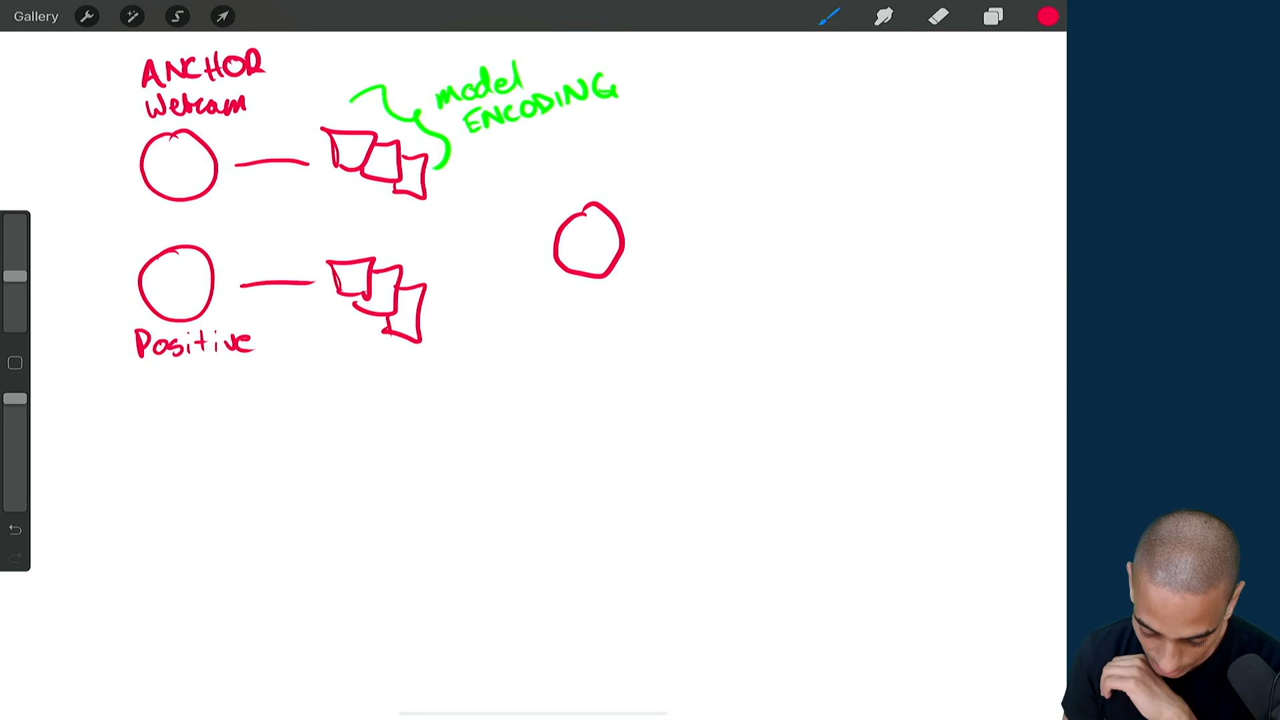 Gallery
ANCHOR
Webcam
model
ENCODING
Positive